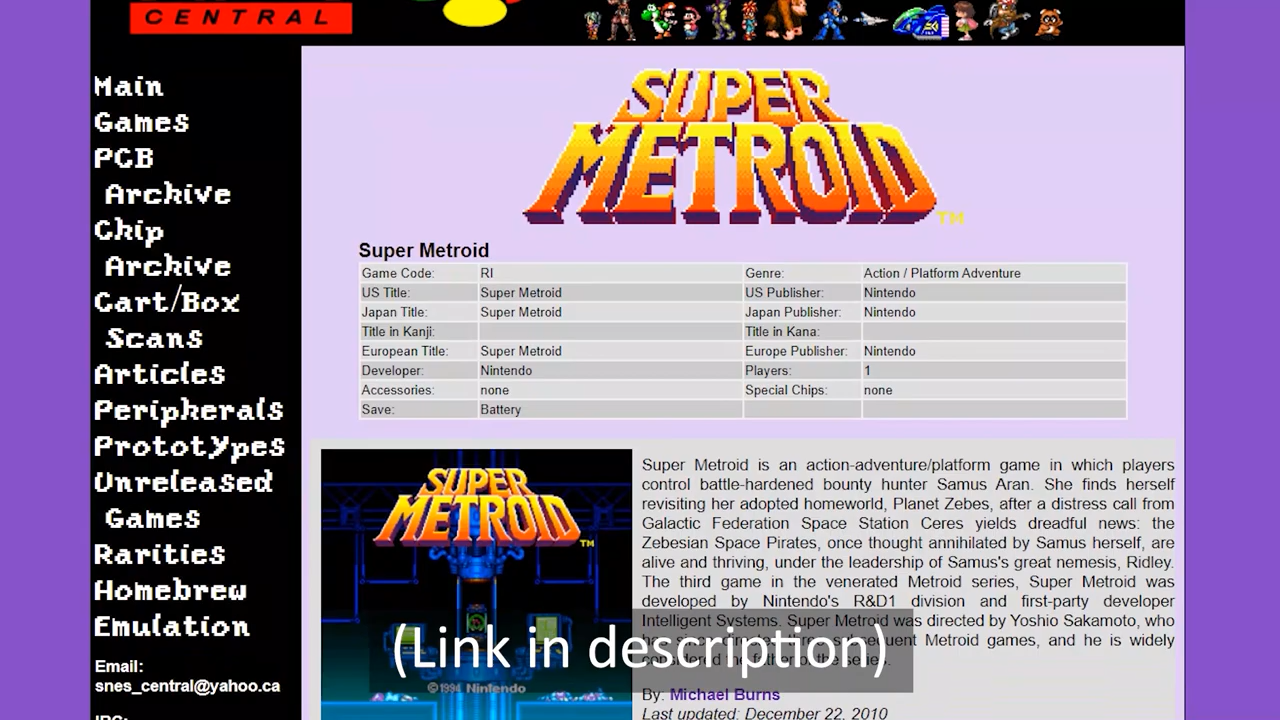 CENTRAL
Main
Games
PCB
Archive
Chip
Archive
Cart/Box
Scans
Articles
Peripherals
Prototypes
Unreleased
Games
Rarities
Homebrew
Emulation
Email:
snes_central@yahoo.ca
IRC:
SUPER
METROID
TM
Super Metroid
Game Code: RI Genre: Action / Platform Adventure
US Title: Super Metroid US Publisher: Nintendo
Japan Title: Super Metroid Japan Publisher: Nintendo
Title in Kanji: Title in Kana:
European Title: Super Metroid Europe Publisher: Nintendo
Developer: Nintendo Players: 1
Accessories: none Special Chips: none
Save: Battery
SUPER
METROID
TM
©1994 Nintendo
Super Metroid is an action-adventure/platform game in which players
control battle-hardened bounty hunter Samus Aran. She finds herself
revisiting her adopted homeworld, Planet Zebes, after a distress call from
Galactic Federation Space Station Ceres yields dreadful news: the
Zebesian Space Pirates, once thought annihilated by Samus herself, are
alive and thriving, under the leadership of Samus's great nemesis, Ridley.
The third game in the venerated Metroid series, Super Metroid was
developed by Nintendo's R&D1 division and first-party developer
Intelligent Systems. Super Metroid was directed by Yoshio Sakamoto, who
subsequent Metroid games, and he is widely
considered the father of the series.
By: Michael Burns
Last updated: December 22, 2010
(Link in description)